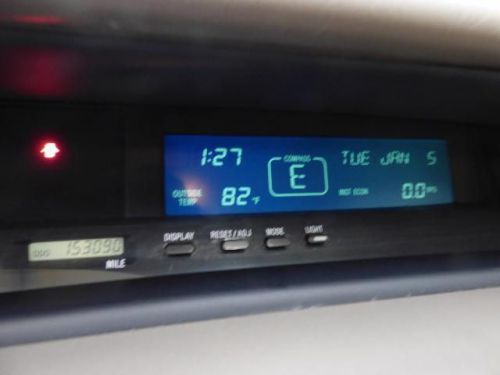 1:27
COMPASS
TUE JAN 5
E
OUTSIDE TEMP 82°F
INST ECON 0.0 MPG
DISPLAY RESET/ADJ MODE LIGHT
ODO 153090
MILE